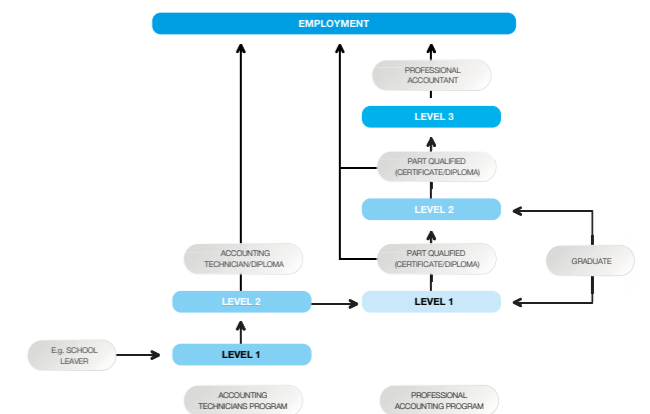 EMPLOYMENT
PROFESSIONAL
ACCOUNTANT
LEVEL 3
PART QUALIFIED
(CERTIFICATE/DIPLOMA)
LEVEL 2
ACCOUNTING
TECHNICIAN/DIPLOMA
PART QUALIFIED
(CERTIFICATE/DIPLOMA)
GRADUATE
LEVEL 2
LEVEL 1
E.g. SCHOOL
LEAVER
LEVEL 1
ACCOUNTING
TECHNICIANS PROGRAM
PROFESSIONAL
ACCOUNTING PROGRAM